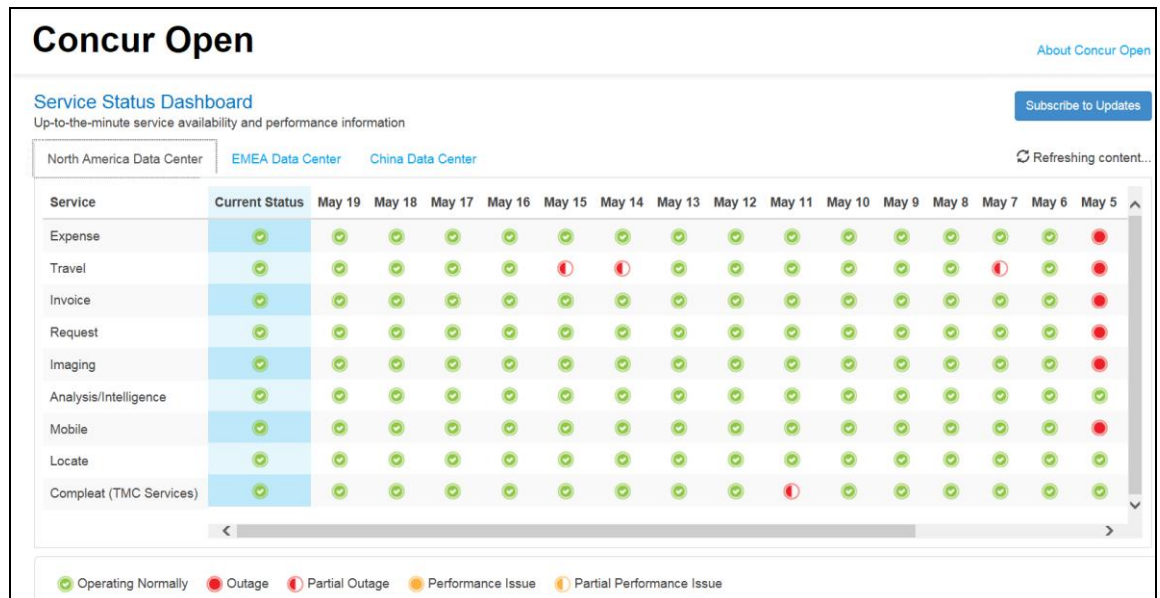 Concur Open
About Concur Open
Service Status Dashboard
Subscribe to Updates
Up-to-the-minute service availability and performance information
North America Data Center EMEA Data Center China Data Center Refreshing content...
Service Current Status May 19 May 18 May 17 May 16 May 15 May 14 May 13 May 12 May 11 May 10 May 9 May 8 May 7 May 6 May 5
Expense
Travel
Invoice
Request
Imaging
Analysis/Intelligence
Mobile
Locate
Compleat (TMC Services)
Operating Normally Outage Partial Outage Performance Issue Partial Performance Issue